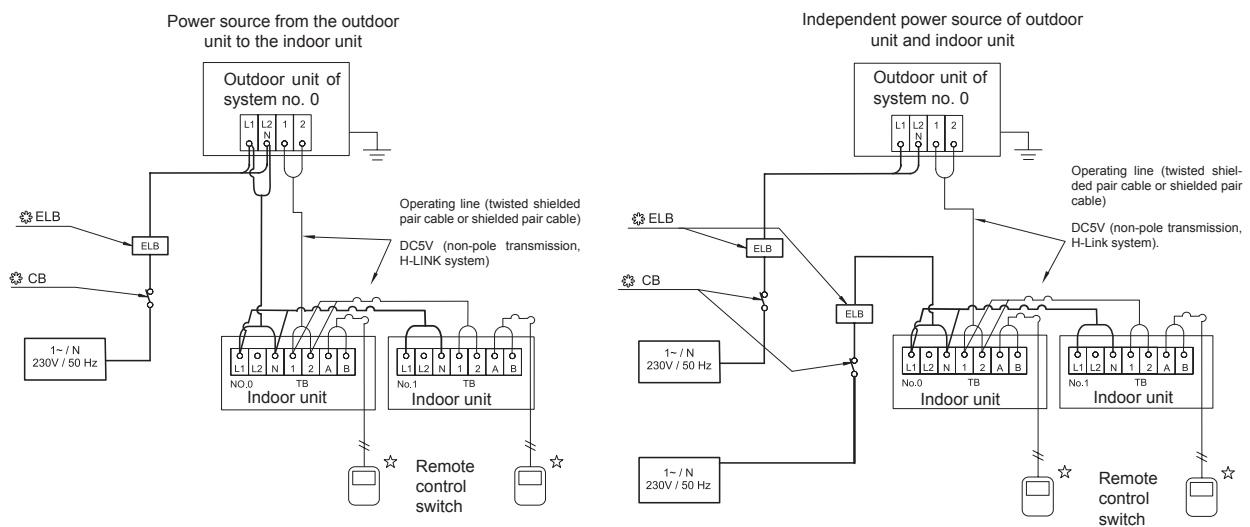 Power source from the outdoor
unit to the indoor unit
Outdoor unit of
system no. 0
L1 L2 1 2
N
Operating line (twisted shielded
pair cable or shielded pair cable)
DC5V (non-pole transmission,
H-LINK system)
ELB
ELB
CB
1~ / N
230V / 50 Hz
L1 L2 N 1 2 A B
NO.0 TB
Indoor unit
L1 L2 N 1 2 A B
No.1 TB
Indoor unit
Remote
control
switch
Independent power source of outdoor
unit and indoor unit
Outdoor unit of
system no. 0
L1 L2 1 2
N
Operating line (twisted shiel-
ded pair cable or shielded pair
cable)
DC5V (non-pole transmission,
H-Link system).
ELB
ELB
CB
ELB
1~ / N
230V / 50 Hz
L1 L2 N 1 2 A B
No.0 TB
Indoor unit
L1 L2 N 1 2 A B
No.1 TB
Indoor unit
1~ / N
230V / 50 Hz
Remote
control
switch